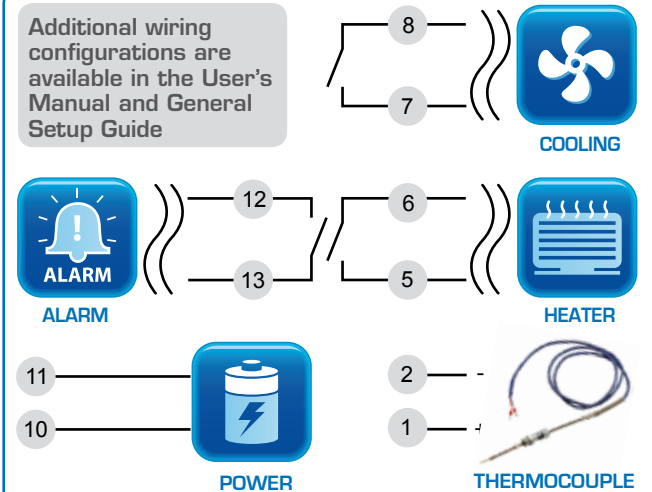 Additional wiring
configurations are
available in the User's
Manual and General
Setup Guide
8
7
COOLING
12
13
ALARM
ALARM
6
5
HEATER
11
10
POWER
2 -
1 +
THERMOCOUPLE